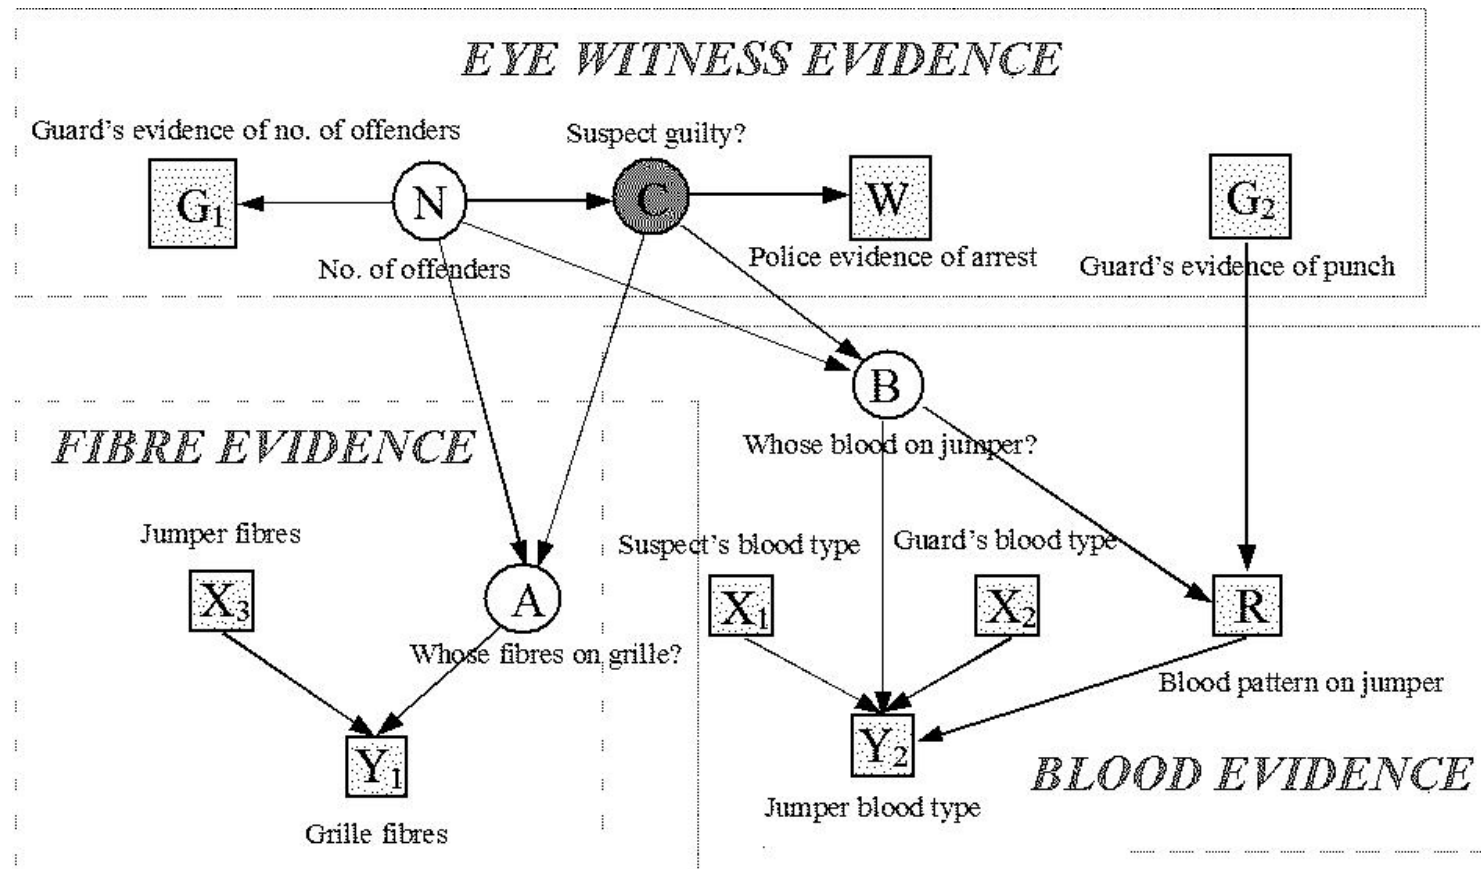 EYE WITNESS EVIDENCE
Guard's evidence of no. of offenders
Suspect guilty?
G1
N
C
W
G2
No. of offenders
Police evidence of arrest
Guard's evidence of punch
B
Whose blood on jumper?
FIBRE EVIDENCE
Jumper fibres
Suspect's blood type
Guard's blood type
X3
A
X1
X2
R
Whose fibres on grille?
Blood pattern on jumper
Y1
Y2
BLOOD EVIDENCE
Jumper blood type
Grille fibres